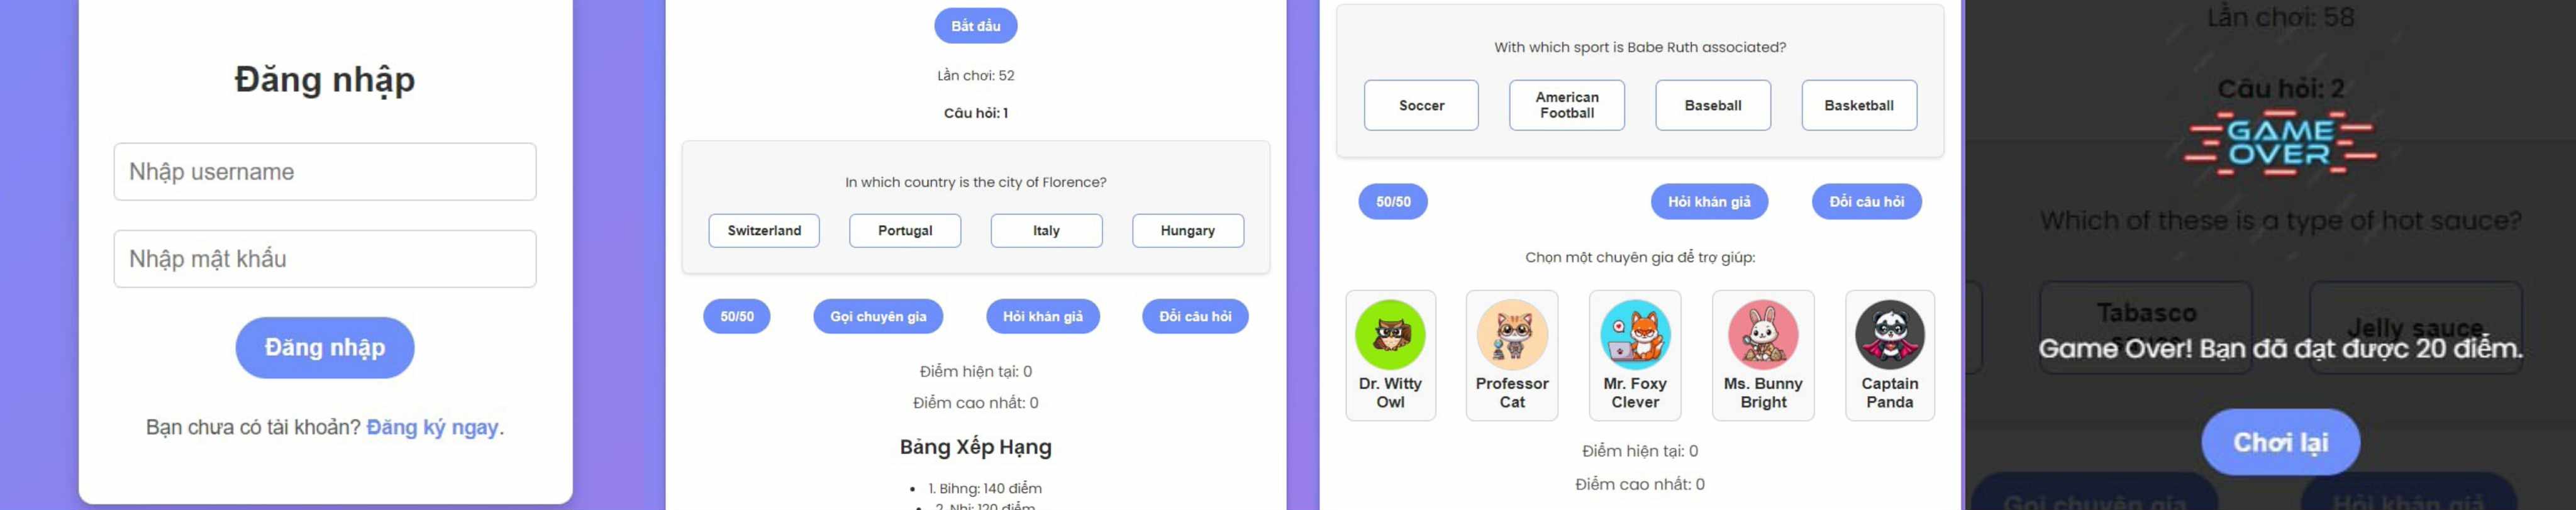 Đăng nhập
Nhập username
Nhập mật khẩu
Đăng nhập
Bạn chưa có tài khoản? Đăng ký ngay.
Bắt đầu
Lần chơi: 52
Câu hỏi: 1
In which country is the city of Florence?
Switzerland
Portugal
Italy
Hungary
50/50
Gọi chuyên gia
Hỏi khán giả
Đổi câu hỏi
Điểm hiện tại: 0
Điểm cao nhất: 0
Bảng Xếp Hạng
1. Bihng: 140 điểm
2. Nhi: 120 điểm
With which sport is Babe Ruth associated?
Soccer
American
Football
Baseball
Basketball
50/50
Hỏi khán giả
Đổi câu hỏi
Chọn một chuyên gia để trợ giúp:
Dr. Witty
Owl
Professor
Cat
Mr. Foxy
Clever
Ms. Bunny
Bright
Captain
Panda
Điểm hiện tại: 0
Điểm cao nhất: 0
Lần chơi: 58
Câu hỏi: 2
GAME
OVER
Which of these is a type of hot sauce?
Tabasco
Jelly sauce
Game Over! Bạn đã đạt được 20 điểm.
Chơi lại
Gọi chuyên gia
Hỏi khán giả